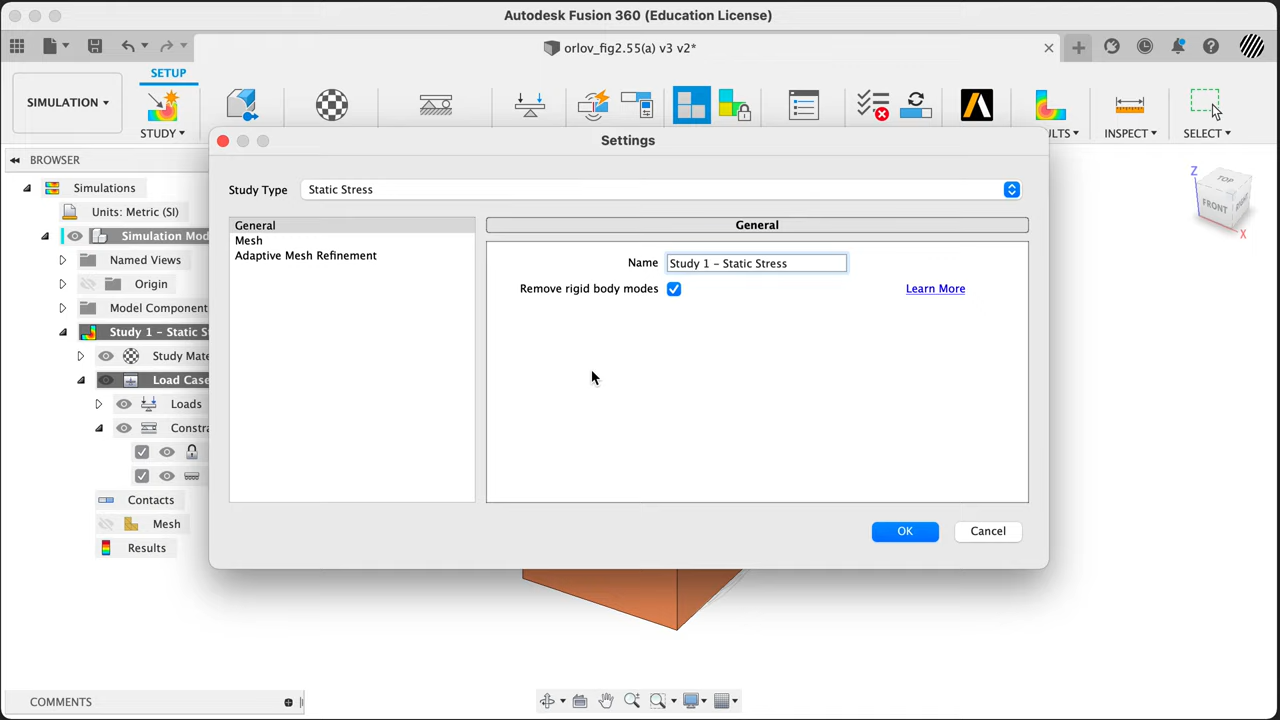 Autodesk Fusion 360 (Education License)
orlov_fig2.55(a) v3 v2*
SETUP
SIMULATION
STUDY
INSPECT
SELECT
Settings
BROWSER
Study Type
Static Stress
Simulations
Units: Metric (SI)
Simulation Mod
Named Views
Origin
Model Component
Study 1 - Static S
Study Mate
Load Case
Loads
Constra
Contacts
Mesh
Results
General
Mesh
Adaptive Mesh Refinement
General
Name
Study 1 - Static Stress
Remove rigid body modes
Learn More
OK
Cancel
Z
TOP
FRONT
X
COMMENTS